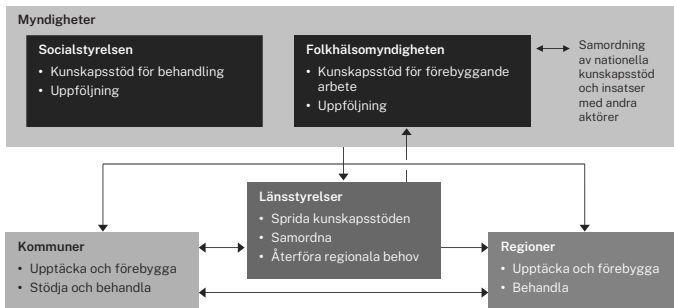 Myndigheter
Socialstyrelsen
• Kunskapsstöd för behandling
• Uppföljning
Folkhälsomyndigheten
• Kunskapsstöd för förebyggande
arbete
• Uppföljning
Samordning
av nationella
kunskapsstöd
och insatser
med andra
aktörer
Länsstyrelser
• Sprida kunskapsstöden
• Samordna
• Återföra regionala behov
Kommuner
• Upptäcka och förebygga
• Stödja och behandla
Regioner
• Upptäcka och förebygga
• Behandla